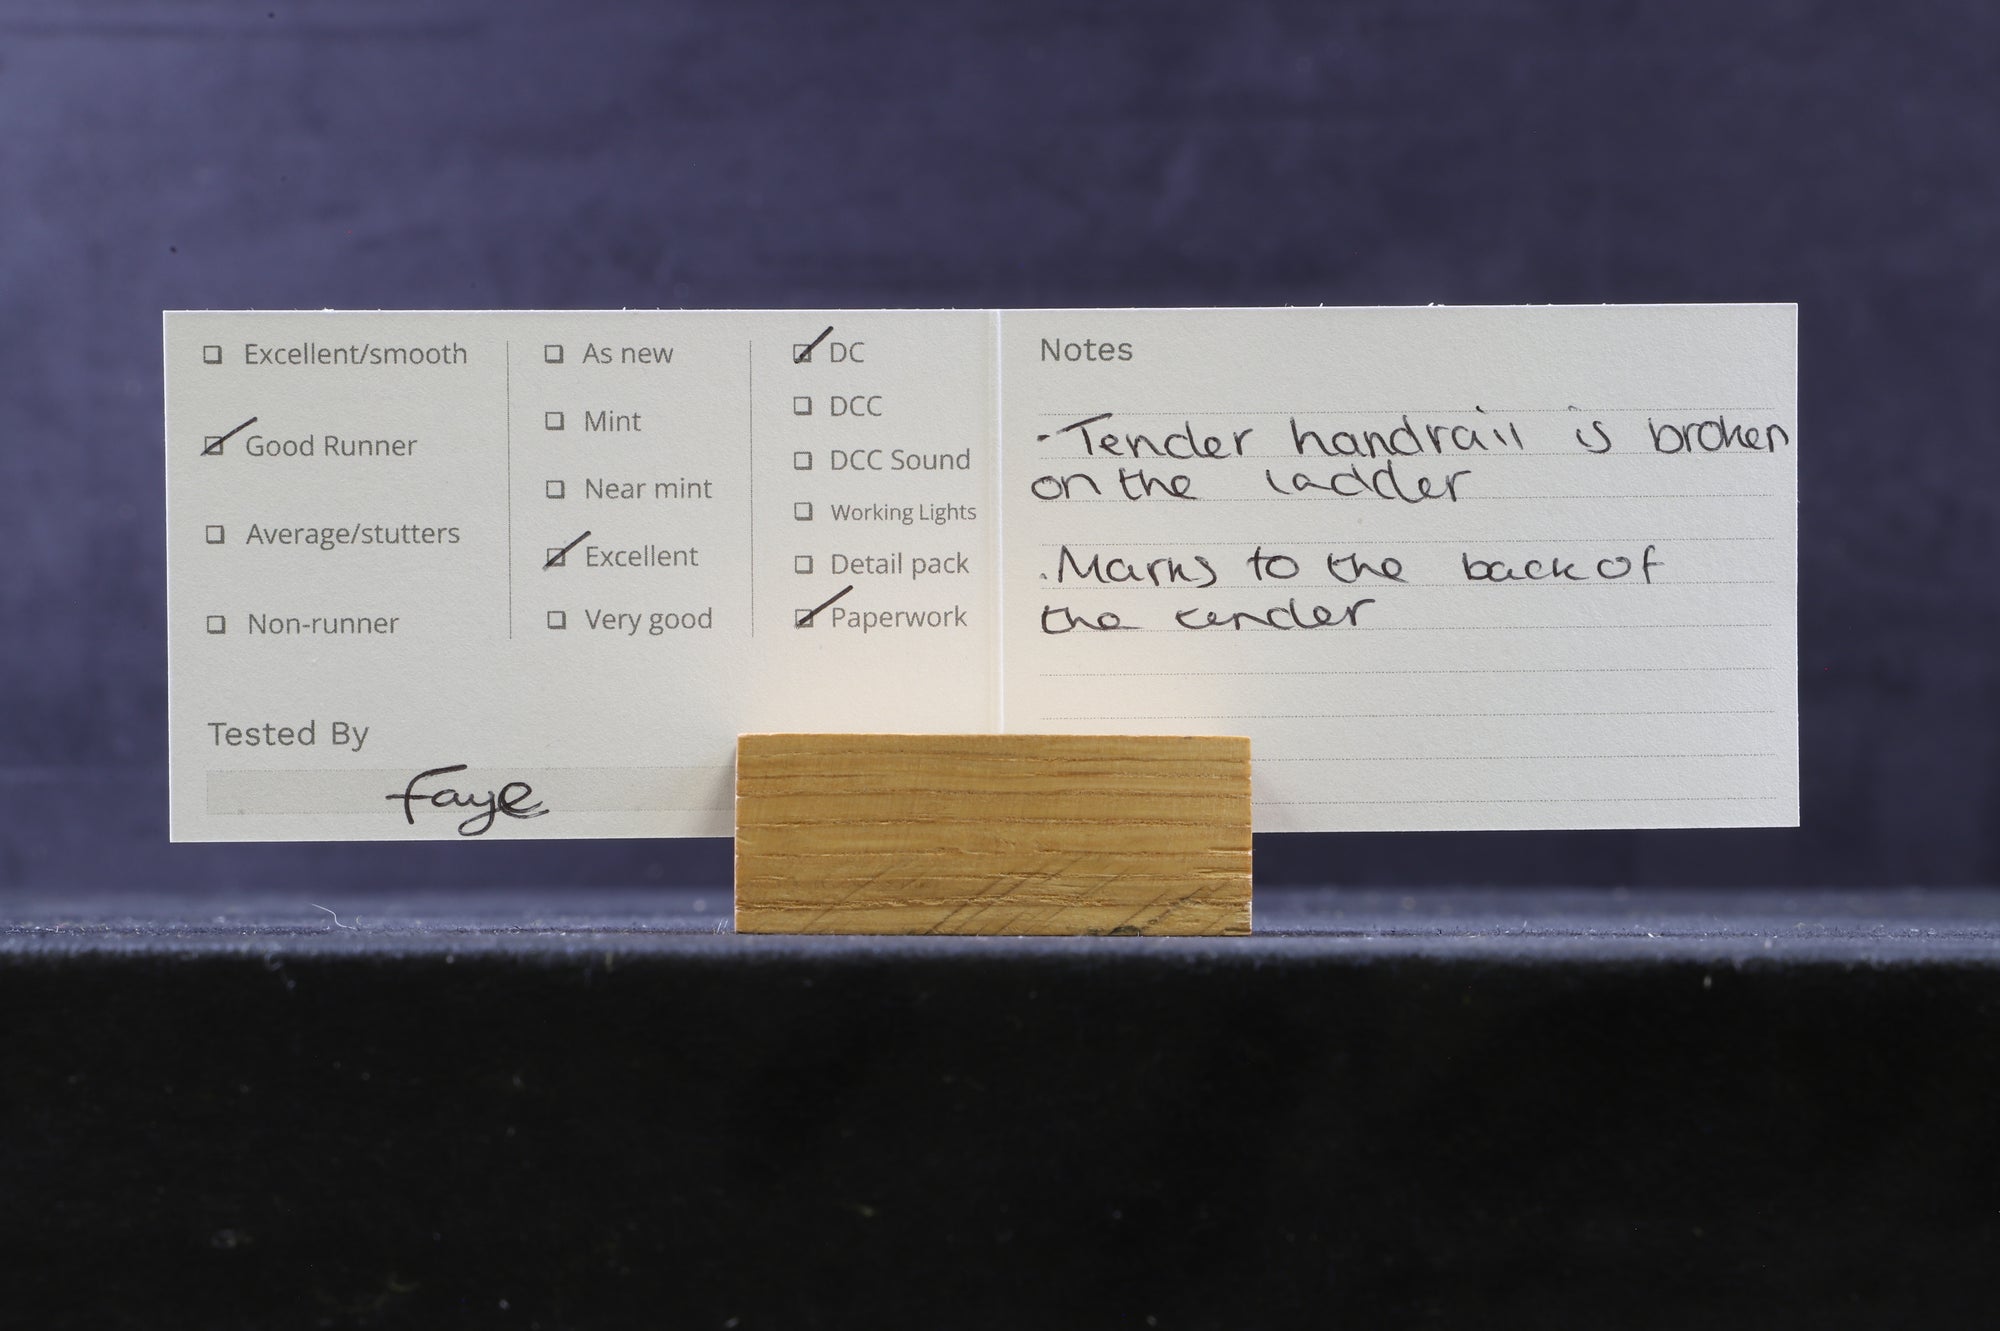 Excellent/smooth
Good Runner
Average/stutters
Non-runner
As new
Mint
Near mint
Excellent
Very good
DC
DCC
DCC Sound
Working Lights
Detail pack
Paperwork
Tested By
Faye
Notes
- Tender handrail is broken
on the ladder
. Marks to the back of
the tender